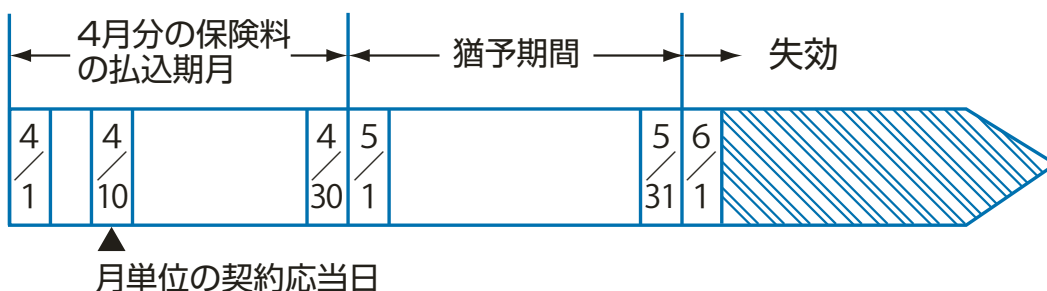 4月分の保険料
の払込期月
猶予期間
失効
4/1
4/10
4/30
5/1
5/31
6/1
月単位の契約応当日